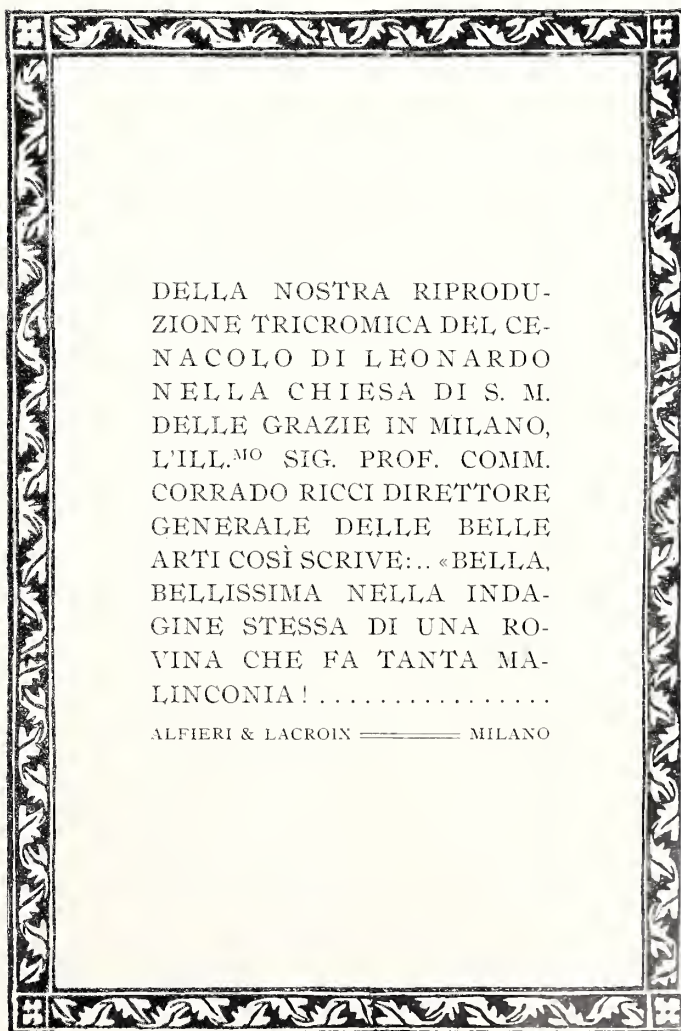 DELLA NOSTRA RIPRODU-
ZIONE TRICROMICA DEL CE-
NACOLO DI LEONARDO
NELLA CHIESA DI S. M.
DELLE GRAZIE IN MILANO,
L'ILL.MO SIG. PROF. COMM.
CORRADO RICCI DIRETTORE
GENERALE DELLE BELLE
ARTI COSÌ SCRIVE:.. «BELLA,
BELLISSIMA NELLA INDA-
GINE STESSA DI UNA RO-
VINA CHE FA TANTA MA-
LINCONIA! ................
ALFIERI & LACROIX ═══ MILANO